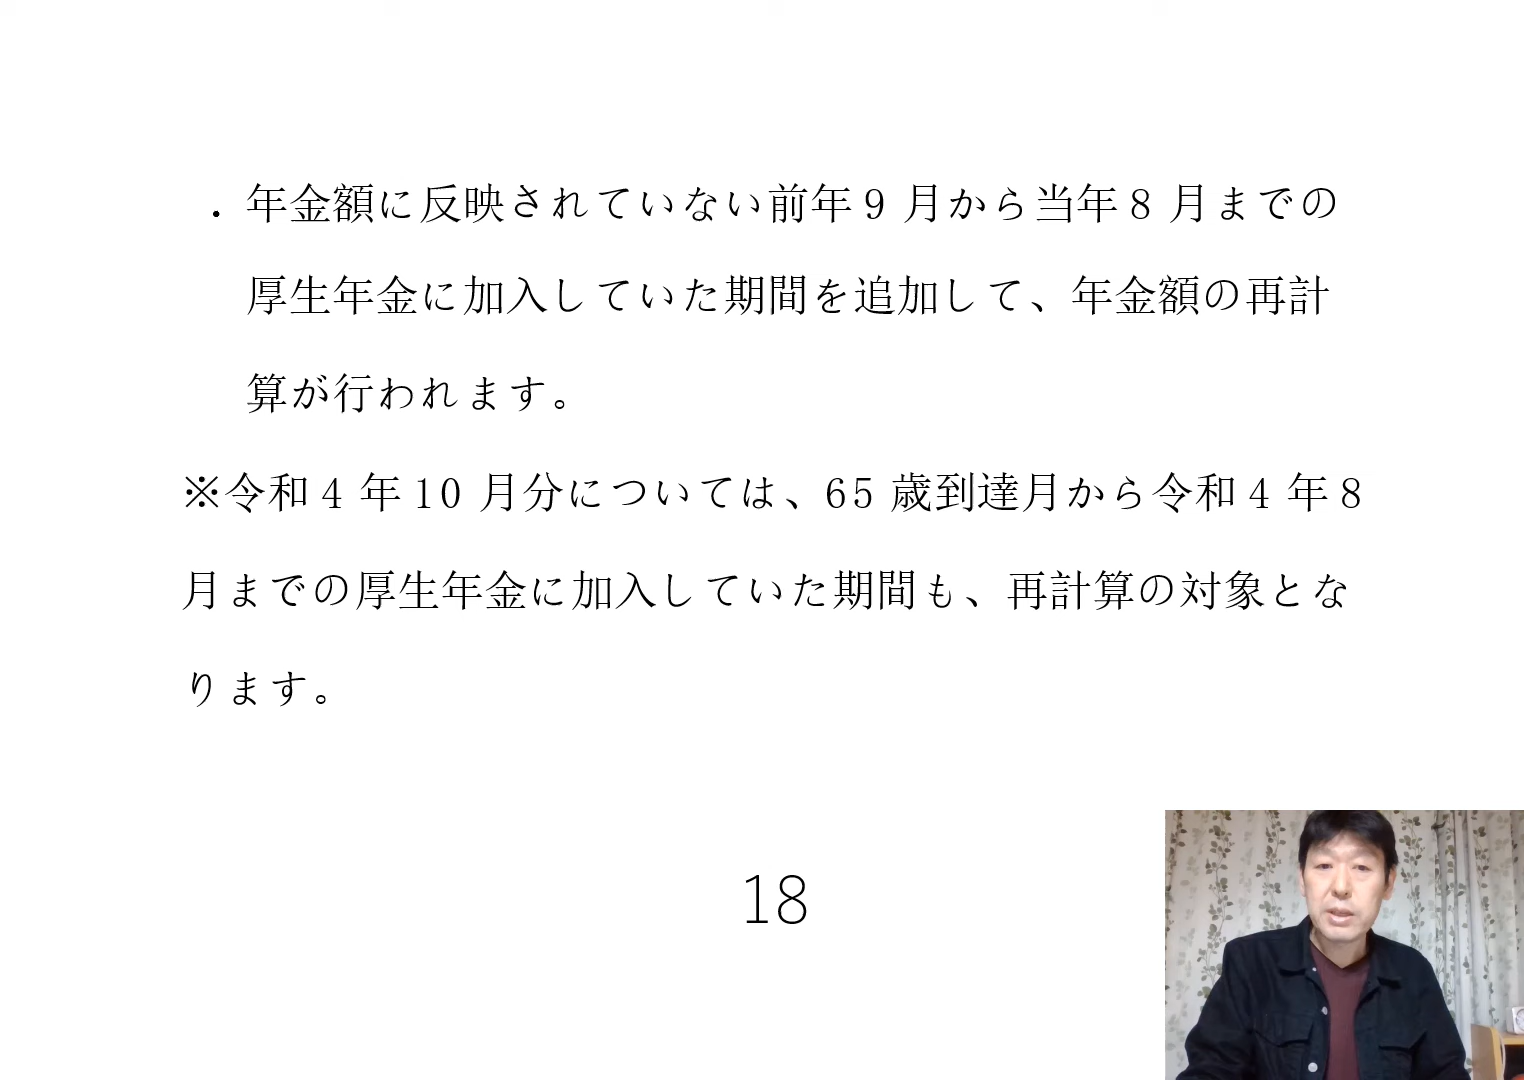 ．年金額に反映されていない前年9月から当年8月までの
厚生年金に加入していた期間を追加して、年金額の再計
算が行われます。
※令和4年10月分については、65歳到達月から令和4年8
月までの厚生年金に加入していた期間も、再計算の対象とな
ります。
18